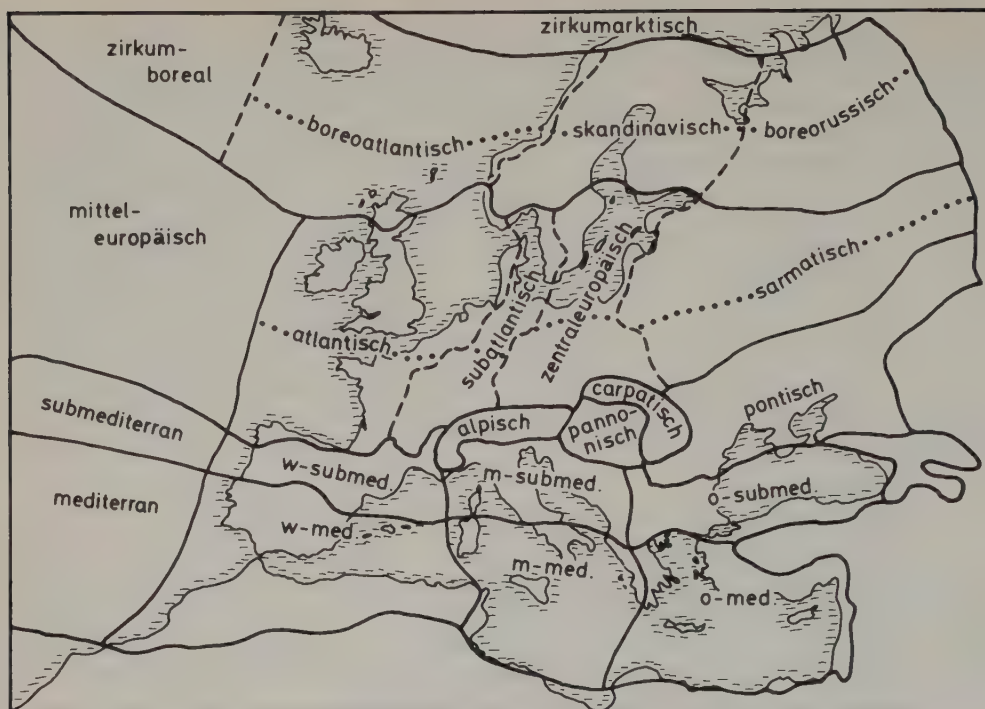 zirkumarktisch
zirkum-
boreal
boreoatlantisch
skandinavisch
boreorussisch
mittel-
europäisch
atlantisch
subatlantisch
zentraleuropäisch
sarmatisch
submediterran
alpisch
carpatisch
panno-
nisch
pontisch
w-submed.
m-submed.
o-submed.
mediterran
w-med.
m-med.
o-med.